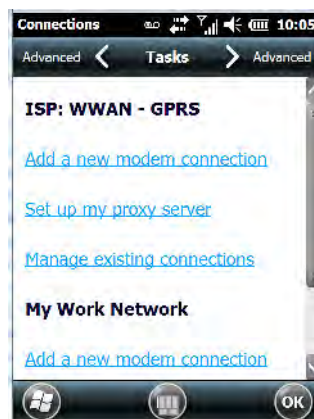 Connections 10:05
Advanced Tasks Advanced
ISP: WWAN - GPRS
Add a new modem connection
Set up my proxy server
Manage existing connections
My Work Network
Add a new modem connection
OK